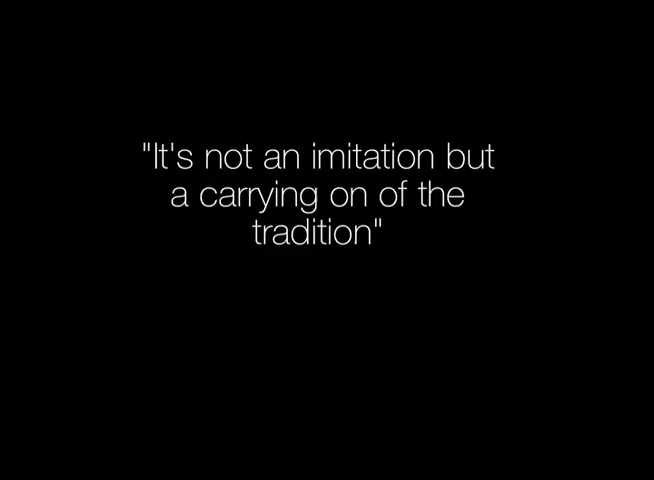 "It's not an imitation but
a carrying on of the
tradition"